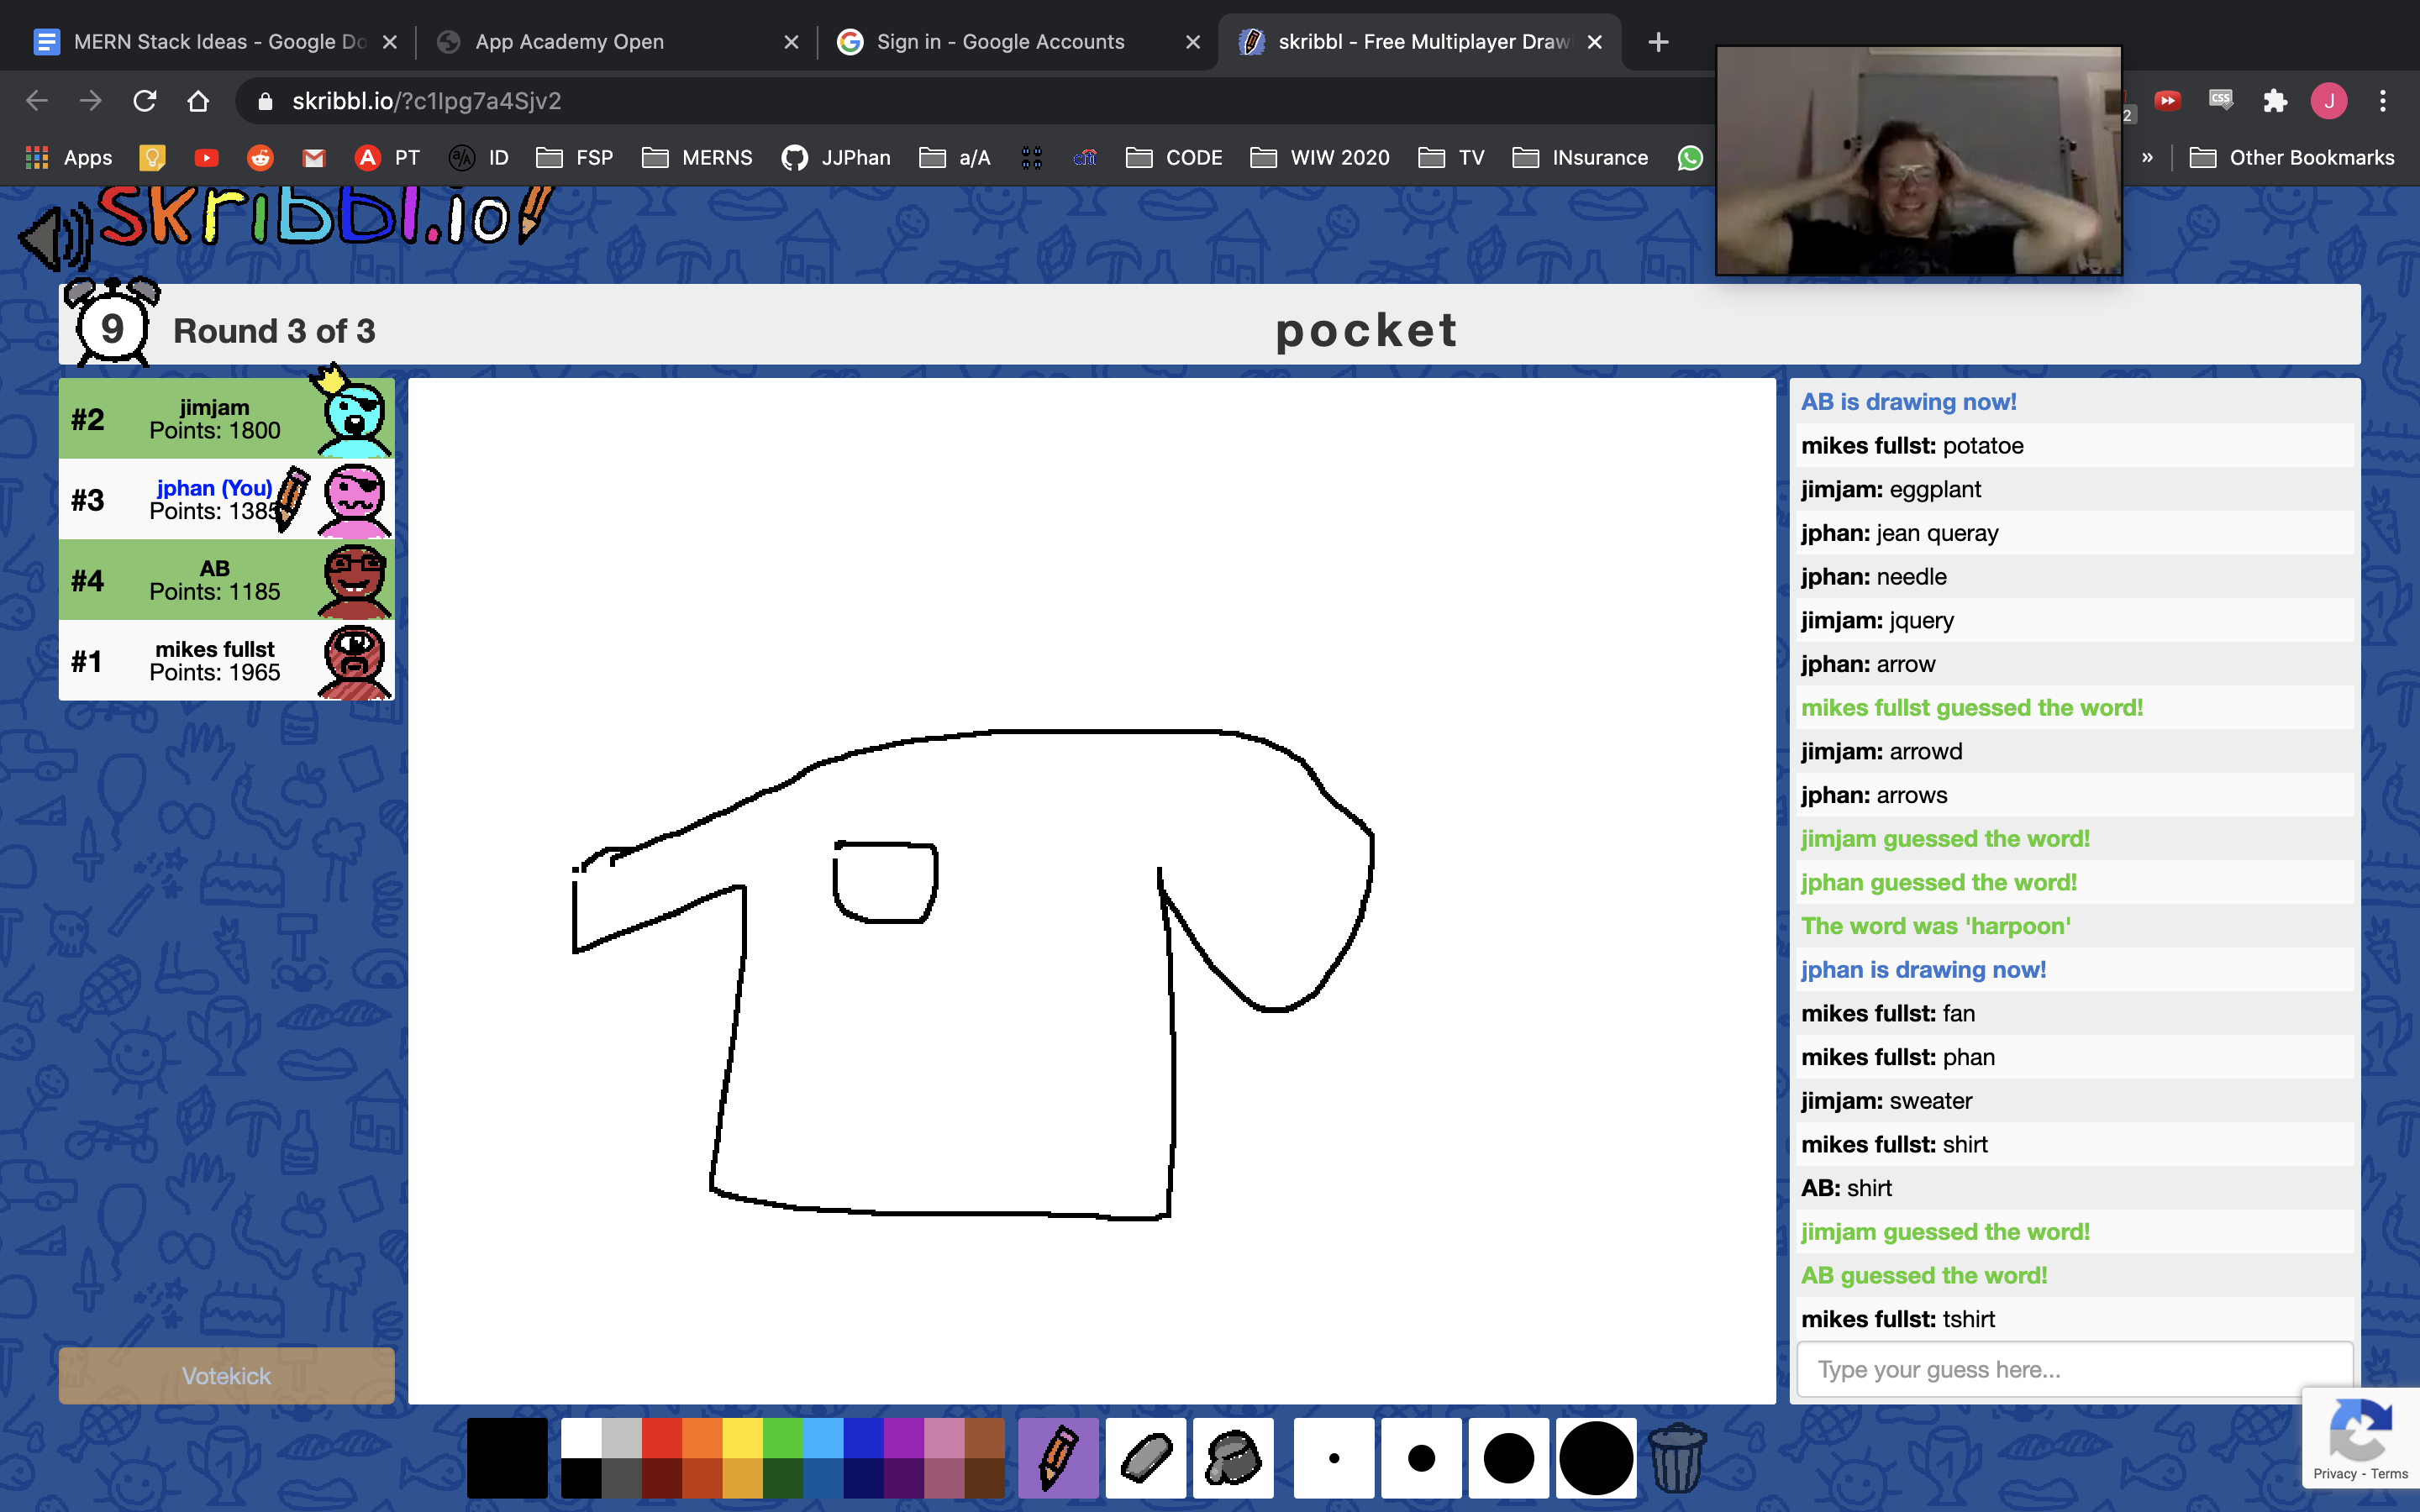 MERN Stack Ideas - Google Do
App Academy Open
Sign in - Google Accounts
skribbl - Free Multiplayer Draw
skribbl.io/?c1lpg7a4Sjv2
CSS
2
J
Apps
A PT
a/A ID
FSP
MERNS
JJPhan
a/A
citi
CODE
WIW 2020
TV
INsurance
»
Other Bookmarks
skribbl.io
9
Round 3 of 3
pocket
#2
jimjam
Points: 1800
#3
jphan (You)
Points: 1385
#4
AB
Points: 1185
#1
mikes fullst
Points: 1965
Votekick
AB is drawing now!
mikes fullst: potatoe
jimjam: eggplant
jphan: jean queray
jphan: needle
jimjam: jquery
jphan: arrow
mikes fullst guessed the word!
jimjam: arrowd
jphan: arrows
jimjam guessed the word!
jphan guessed the word!
The word was 'harpoon'
jphan is drawing now!
mikes fullst: fan
mikes fullst: phan
jimjam: sweater
mikes fullst: shirt
AB: shirt
jimjam guessed the word!
AB guessed the word!
mikes fullst: tshirt
Type your guess here...
Privacy - Terms